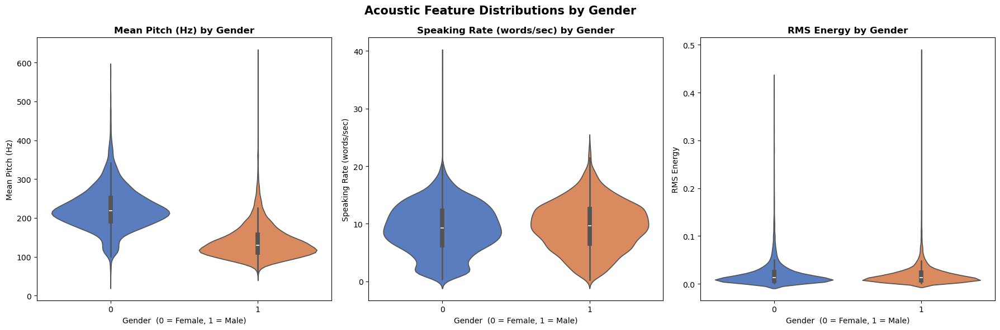 Acoustic Feature Distributions by Gender
Mean Pitch (Hz) by Gender
Mean Pitch (Hz)
600
500
400
300
200
100
0
0
1
Gender  (0 = Female, 1 = Male)
Speaking Rate (words/sec) by Gender
Speaking Rate (words/sec)
40
30
20
10
0
0
1
Gender  (0 = Female, 1 = Male)
RMS Energy by Gender
RMS Energy
0.5
0.4
0.3
0.2
0.1
0.0
0
1
Gender  (0 = Female, 1 = Male)